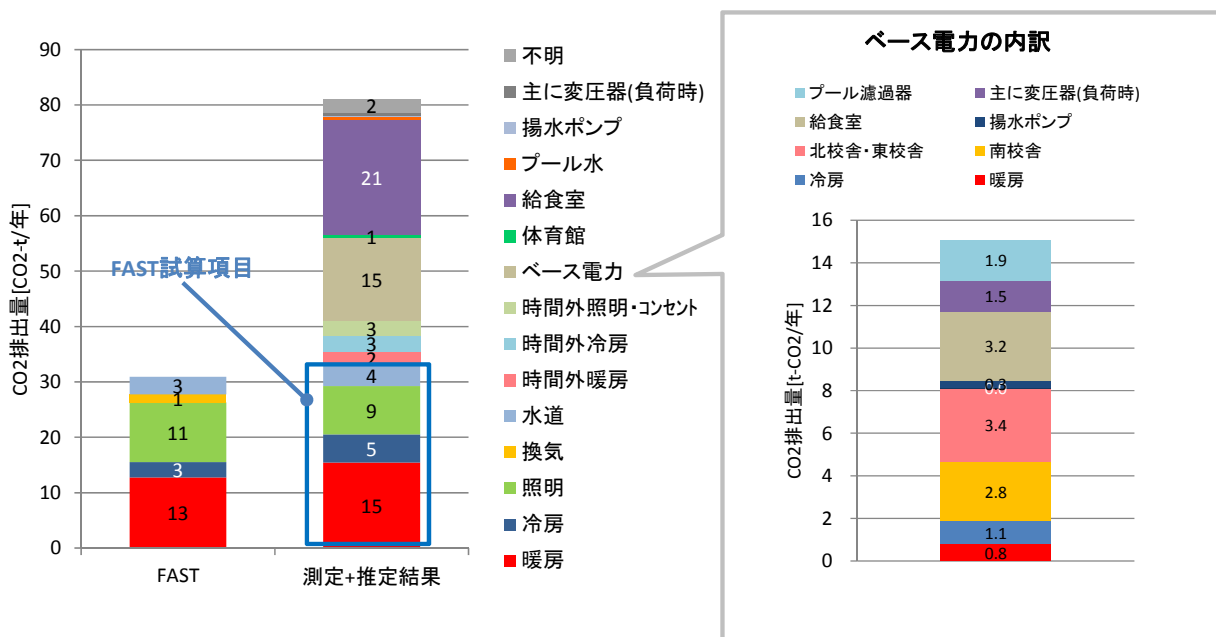 90
80
70
60
50
40
30
20
10
0
CO2排出量[CO2-t/年]
3
1
11
3
13
2
21
1
15
3
3
2
4
9
5
15
FAST試算項目
FAST
測定+推定結果
不明
主に変圧器(負荷時)
揚水ポンプ
プール水
給食室
体育館
ベース電力
時間外照明・コンセント
時間外冷房
時間外暖房
水道
換気
照明
冷房
暖房
ベース電力の内訳
プール濾過器
主に変圧器(負荷時)
給食室
揚水ポンプ
北校舎・東校舎
南校舎
冷房
暖房
16
14
12
10
8
6
4
2
0
CO2排出量[t-CO2/年]
1.9
1.5
3.2
0.3
3.4
2.8
1.1
0.8